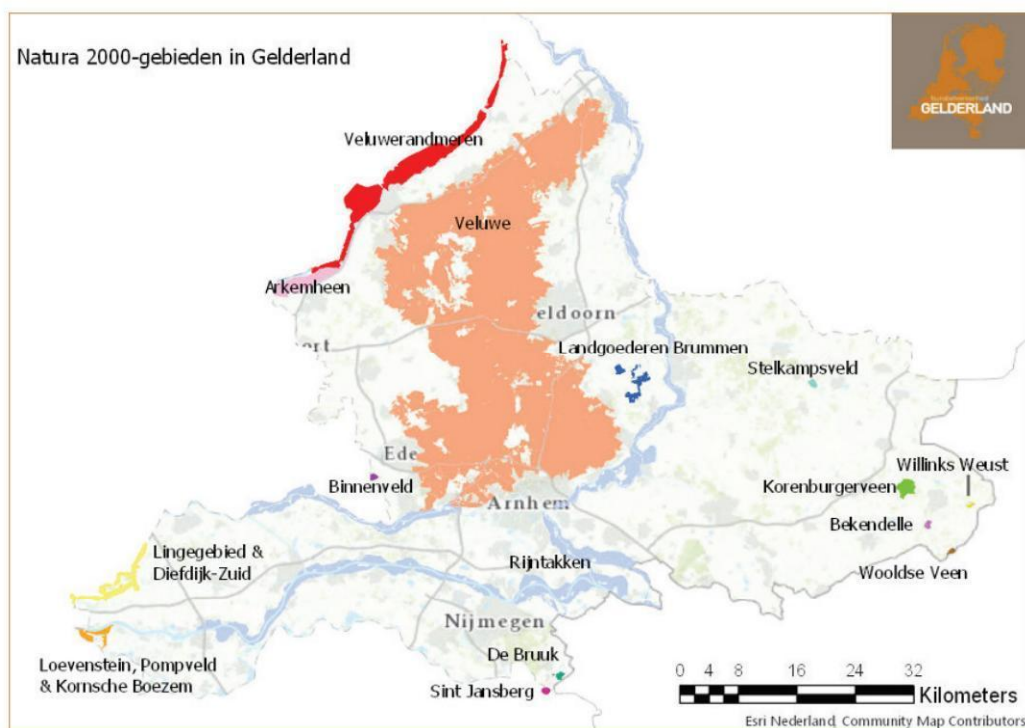 Natura 2000-gebieden in Gelderland
GELDERLAND
Veluwerandmeren
Veluwe
Arkemheen
eldoorn
ort
Landgoederen Brummen
Stelkampsveld
Ede
Binnenveld
Willinks Weust
Korenburgerveen
Arnhem
Bekendelle
Lingegebied &
Diefdijk-Zuid
Rijntakken
Wooldse Veen
Nijmegen
De Bruuk
Loevenstein, Pompveld
& Kornsche Boezem
Sint Jansberg
0 4 8 16 24 32
Kilometers
Esri Nederland, Community Map Contributors